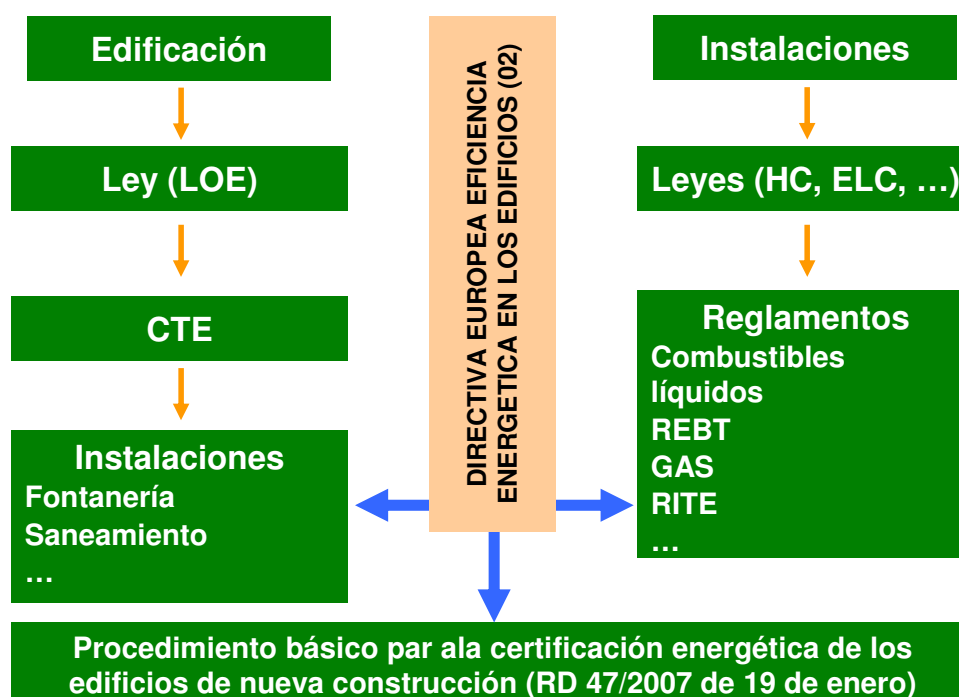 Edificación
Ley (LOE)
CTE
Instalaciones
Fontanería
Saneamiento
…
DIRECTIVA EUROPEA EFICIENCIA
ENERGETICA EN LOS EDIFICIOS (02)
Instalaciones
Leyes (HC, ELC, …)
Reglamentos
Combustibles
líquidos
REBT
GAS
RITE
…
Procedimiento básico par ala certificación energética de los
edificios de nueva construcción (RD 47/2007 de 19 de enero)